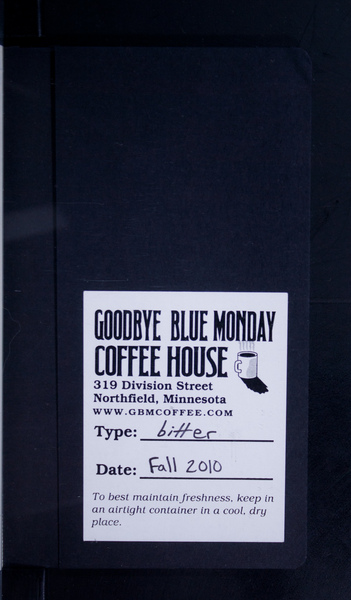 GOODBYE BLUE MONDAY
COFFEE HOUSE
319 Division Street
Northfield, Minnesota
WWW.GBMCOFFEE.COM
Type: bitter
Date: Fall 2010
To best maintain freshness, keep in
an airtight container in a cool, dry
place.